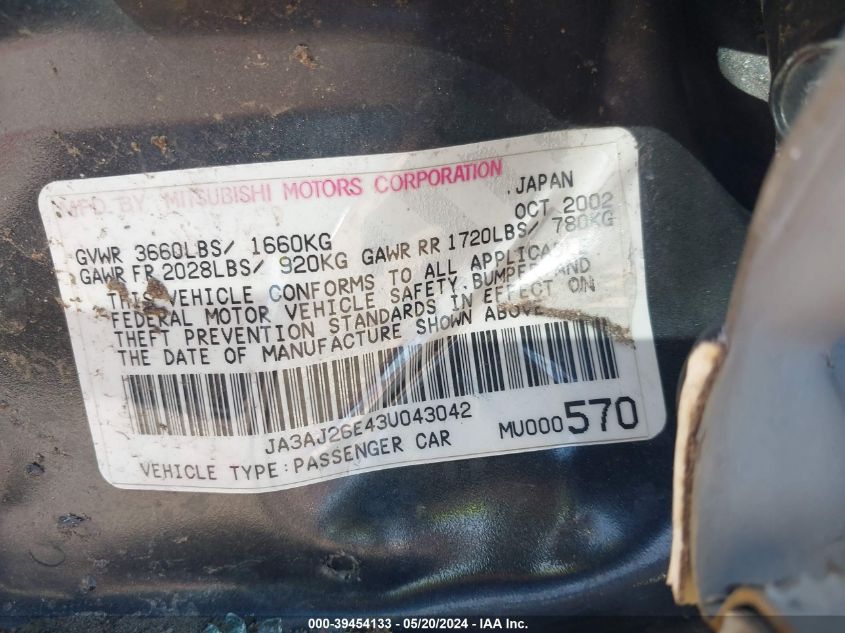 MFD BY MITSUBISHI MOTORS CORPORATION JAPAN
OCT 2002
GVWR 3660LBS/ 1660KG
GAWR FR 2028LBS/ 920KG GAWR RR 1720LBS/ 780KG
THIS VEHICLE CONFORMS TO ALL APPLICABLE
FEDERAL MOTOR VEHICLE SAFETY, BUMPER AND
THEFT PREVENTION STANDARDS IN EFFECT ON
THE DATE OF MANUFACTURE SHOWN ABOVE
JA3AJ26E43U043042 MU000570
VEHICLE TYPE:PASSENGER CAR
000-39454133 - 05/20/2024 - IAA Inc.